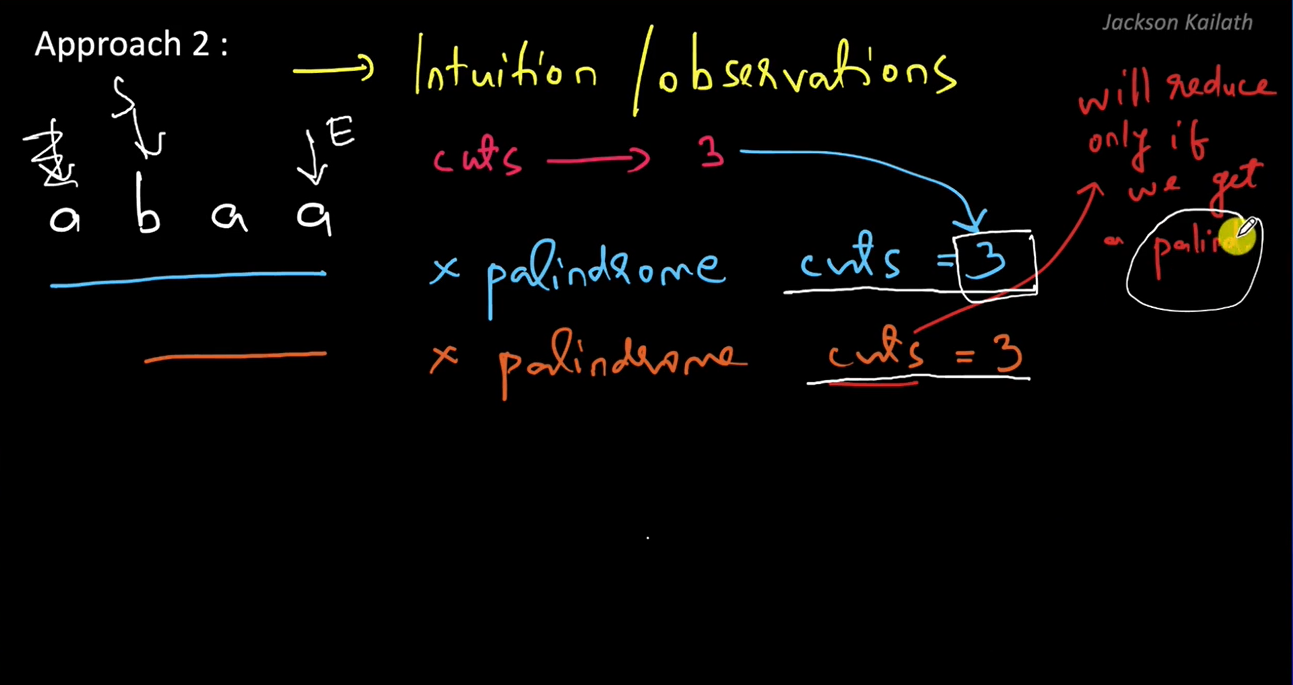 Jackson Kailath
Approach 2 :
→ Intuition / observations
will reduce
only if
we get
a palin
S
E
cuts → 3
a b a a
x palindrome cuts = 3
x palindrome cuts = 3